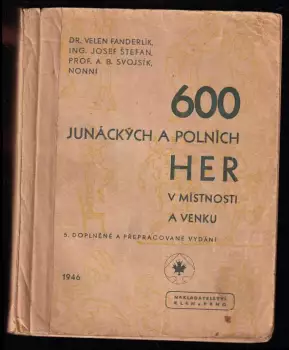 DR. VELEN FANDERLIK,
ING. JOSEF ŠTEFAN,
PROF. A. B. SVOJSÍK,
NONNÍ
600
JUNÁCKÝCH A POLNÍCH
HER
V MÍSTNOSTI
A VENKU
5. DOPLNĚNÉ A PŘEPRACOVANÉ VYDÁNÍ
1946
NAKLADATELSTVÍ